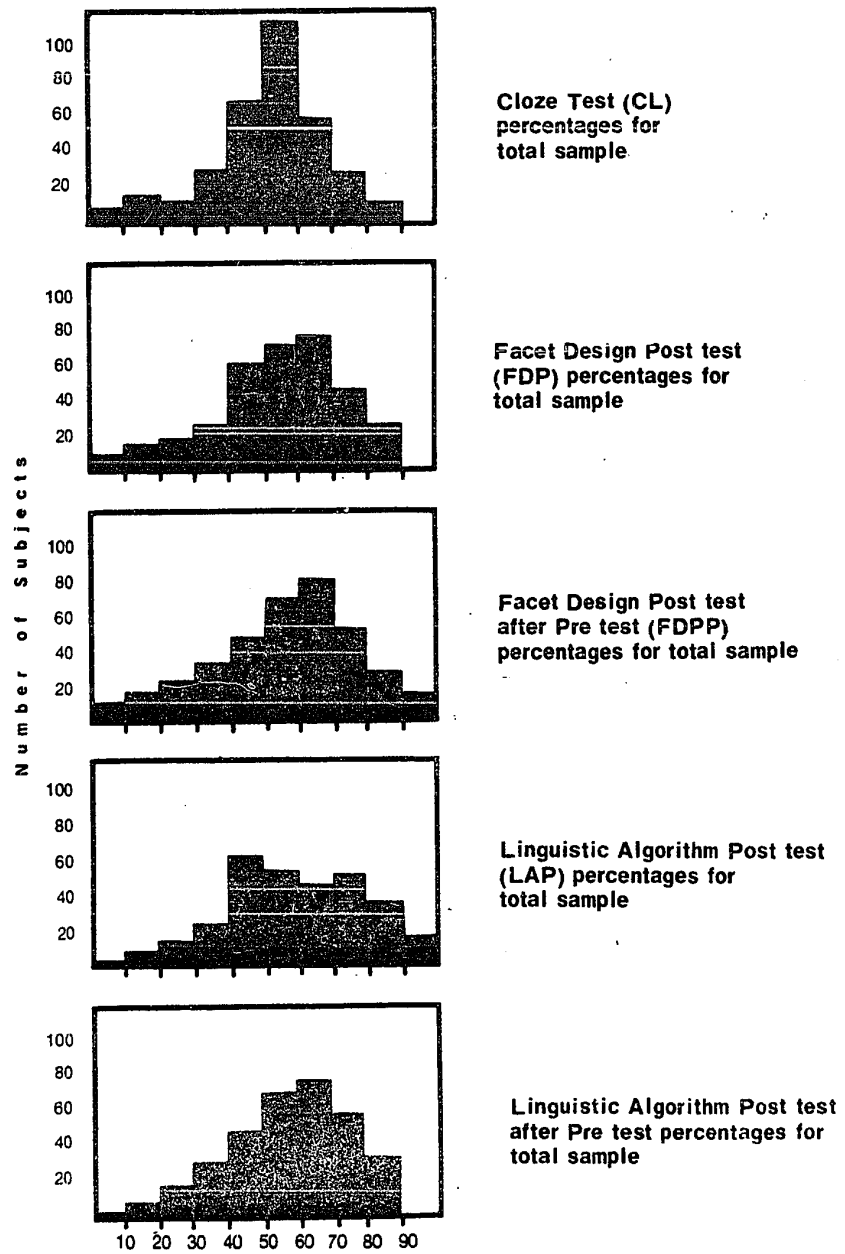 100
80
60
40
20
Cloze Test (CL)
percentages for
total sample
100
80
60
40
20
Facet Design Post test
(FDP) percentages for
total sample
Number of Subjects
100
80
60
40
20
Facet Design Post test
after Pre test (FDPP)
percentages for total sample
100
80
60
40
20
Linguistic Algorithm Post test
(LAP) percentages for
total sample
100
80
60
40
20
Linguistic Algorithm Post test
after Pre test percentages for
total sample
10 20 30 40 50 60 70 80 90